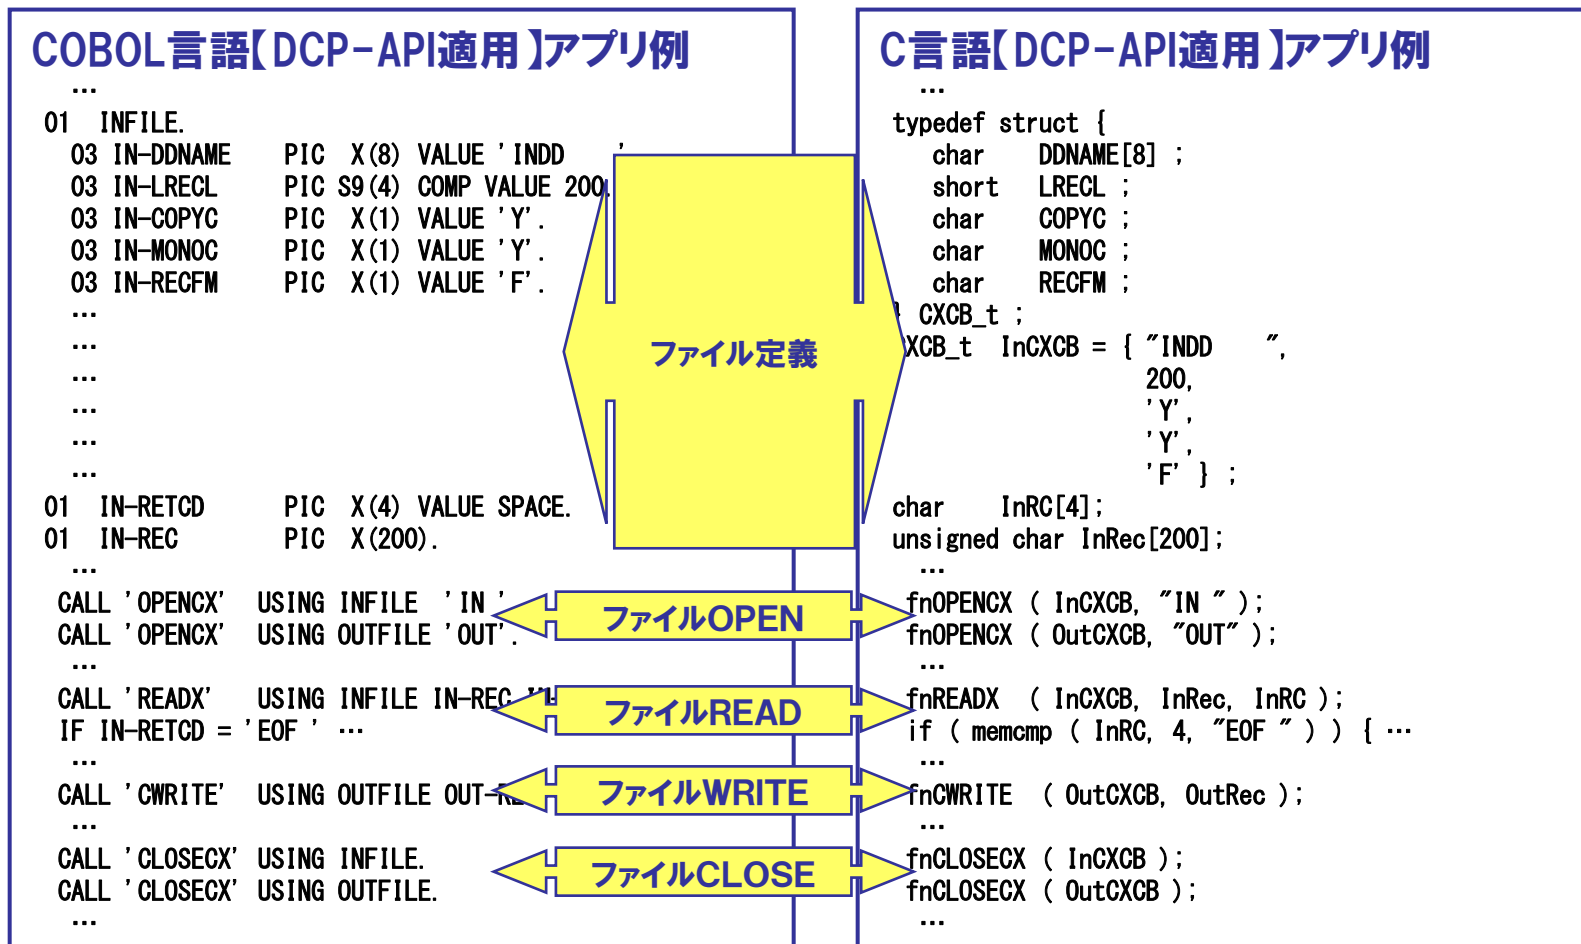 COBOL言語【DCP-API適用】アプリ例
…
01 INFILE.
03 IN-DDNAME PIC X(8) VALUE 'INDD '
03 IN-LRECL PIC S9(4) COMP VALUE 200.
03 IN-COPYC PIC X(1) VALUE 'Y'.
03 IN-MONOC PIC X(1) VALUE 'Y'.
03 IN-RECFM PIC X(1) VALUE 'F'.
…
…
…
…
…
…
01 IN-RETCD PIC X(4) VALUE SPACE.
01 IN-REC PIC X(200).
…
CALL 'OPENCX' USING INFILE 'IN '
CALL 'OPENCX' USING OUTFILE 'OUT'.
…
CALL 'READX' USING INFILE IN-REC
IF IN-RETCD = 'EOF ' …
…
CALL 'CWRITE' USING OUTFILE
…
CALL 'CLOSECX' USING INFILE.
CALL 'CLOSECX' USING OUTFILE.
…
ファイル定義
ファイルOPEN
ファイルREAD
ファイルWRITE
ファイルCLOSE
C言語【DCP-API適用】アプリ例
…
typedef struct {
char DDNAME[8] ;
short LRECL ;
char COPYC ;
char MONOC ;
char RECFM ;
} CXCB_t ;
CXCB_t InCXCB = { "INDD ",
200,
'Y',
'Y',
'F' } ;
char InRC[4];
unsigned char InRec[200];
…
fnOPENCX ( InCXCB, "IN " );
fnOPENCX ( OutCXCB, "OUT" );
…
fnREADX ( InCXCB, InRec, InRC );
if ( memcmp ( InRC, 4, "EOF " ) ) { …
…
fnCWRITE ( OutCXCB, OutRec );
…
fnCLOSECX ( InCXCB );
fnCLOSECX ( OutCXCB );
…